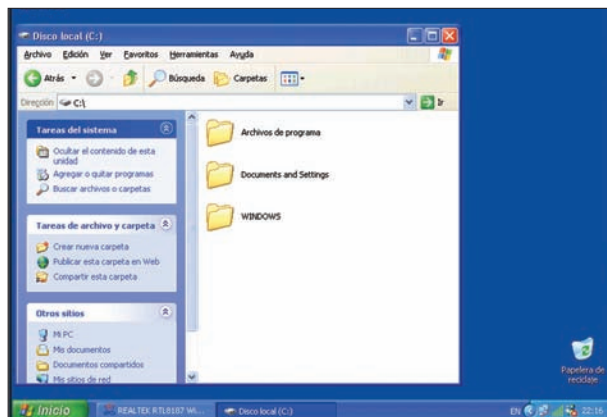 Disco local (C:)
Archivo Edición Ver Favoritos Herramientas Ayuda
Atrás Búsqueda Carpetas
Dirección C:\ Ir
Tareas del sistema
Ocultar el contenido de esta
unidad
Agregar o quitar programas
Buscar archivos o carpetas
Tareas de archivo y carpeta
Crear nueva carpeta
Publicar esta carpeta en Web
Compartir esta carpeta
Otros sitios
Mi PC
Mis documentos
Documentos compartidos
Mis sitios de red
Archivos de programa
Documents and Settings
WINDOWS
Papelera de
reciclaje
Inicio REALTEK RTL8187 Wi... Disco local (C:) EN 22:16